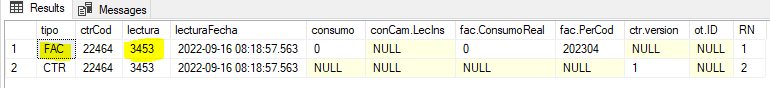 Results Messages
tipo ctrCod lectura lecturaFecha consumo conCam.LecIns fac.ConsumoReal fac.PerCod ctr.version ot.ID RN
1 FAC 22464 3453 2022-09-16 08:18:57.563 0 NULL 0 202304 NULL NULL 1
2 CTR 22464 3453 2022-09-16 08:18:57.563 NULL NULL NULL NULL 1 NULL 2